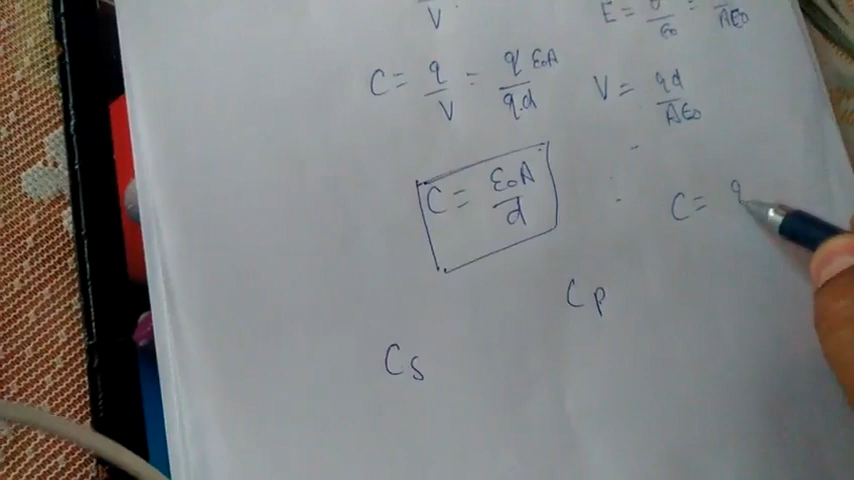 V
E = σ/ε₀ = /Aε₀
C = q/V = qε₀A/q.d
V = qd/Aε₀
C = ε₀A/d
C = q
Cp
Cs